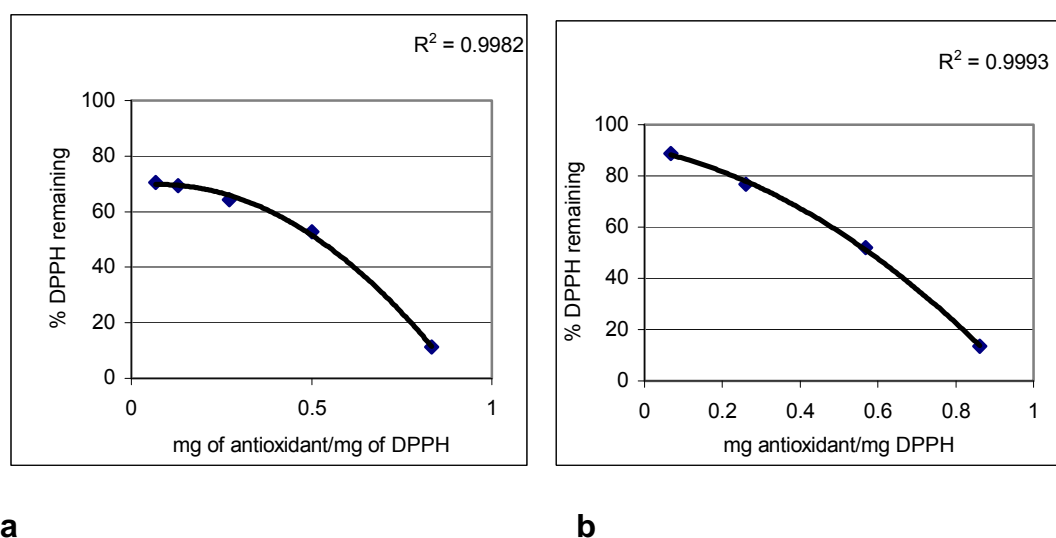 R² = 0.9982
100
80
60
40
20
0
0 0.5 1
% DPPH remaining
mg of antioxidant/mg of DPPH
a
R² = 0.9993
100
80
60
40
20
0
0 0.2 0.4 0.6 0.8 1
% DPPH remaining
mg antioxidant/mg DPPH
b